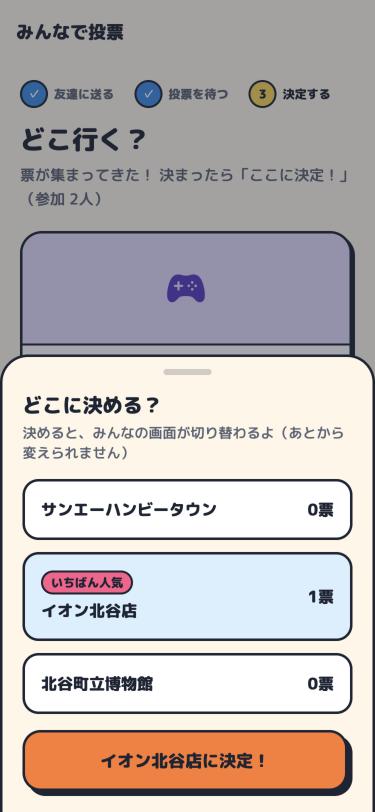 みんなで投票
✓ 友達に送る ✓ 投票を待つ 3 決定する
どこ行く？
票が集まってきた！ 決まったら「ここに決定！」
（参加 2人）
どこに決める？
決めると、みんなの画面が切り替わるよ（あとから
変えられません）
サンエーハンビータウン 0票
いちばん人気
イオン北谷店 1票
北谷町立博物館 0票
イオン北谷店に決定！